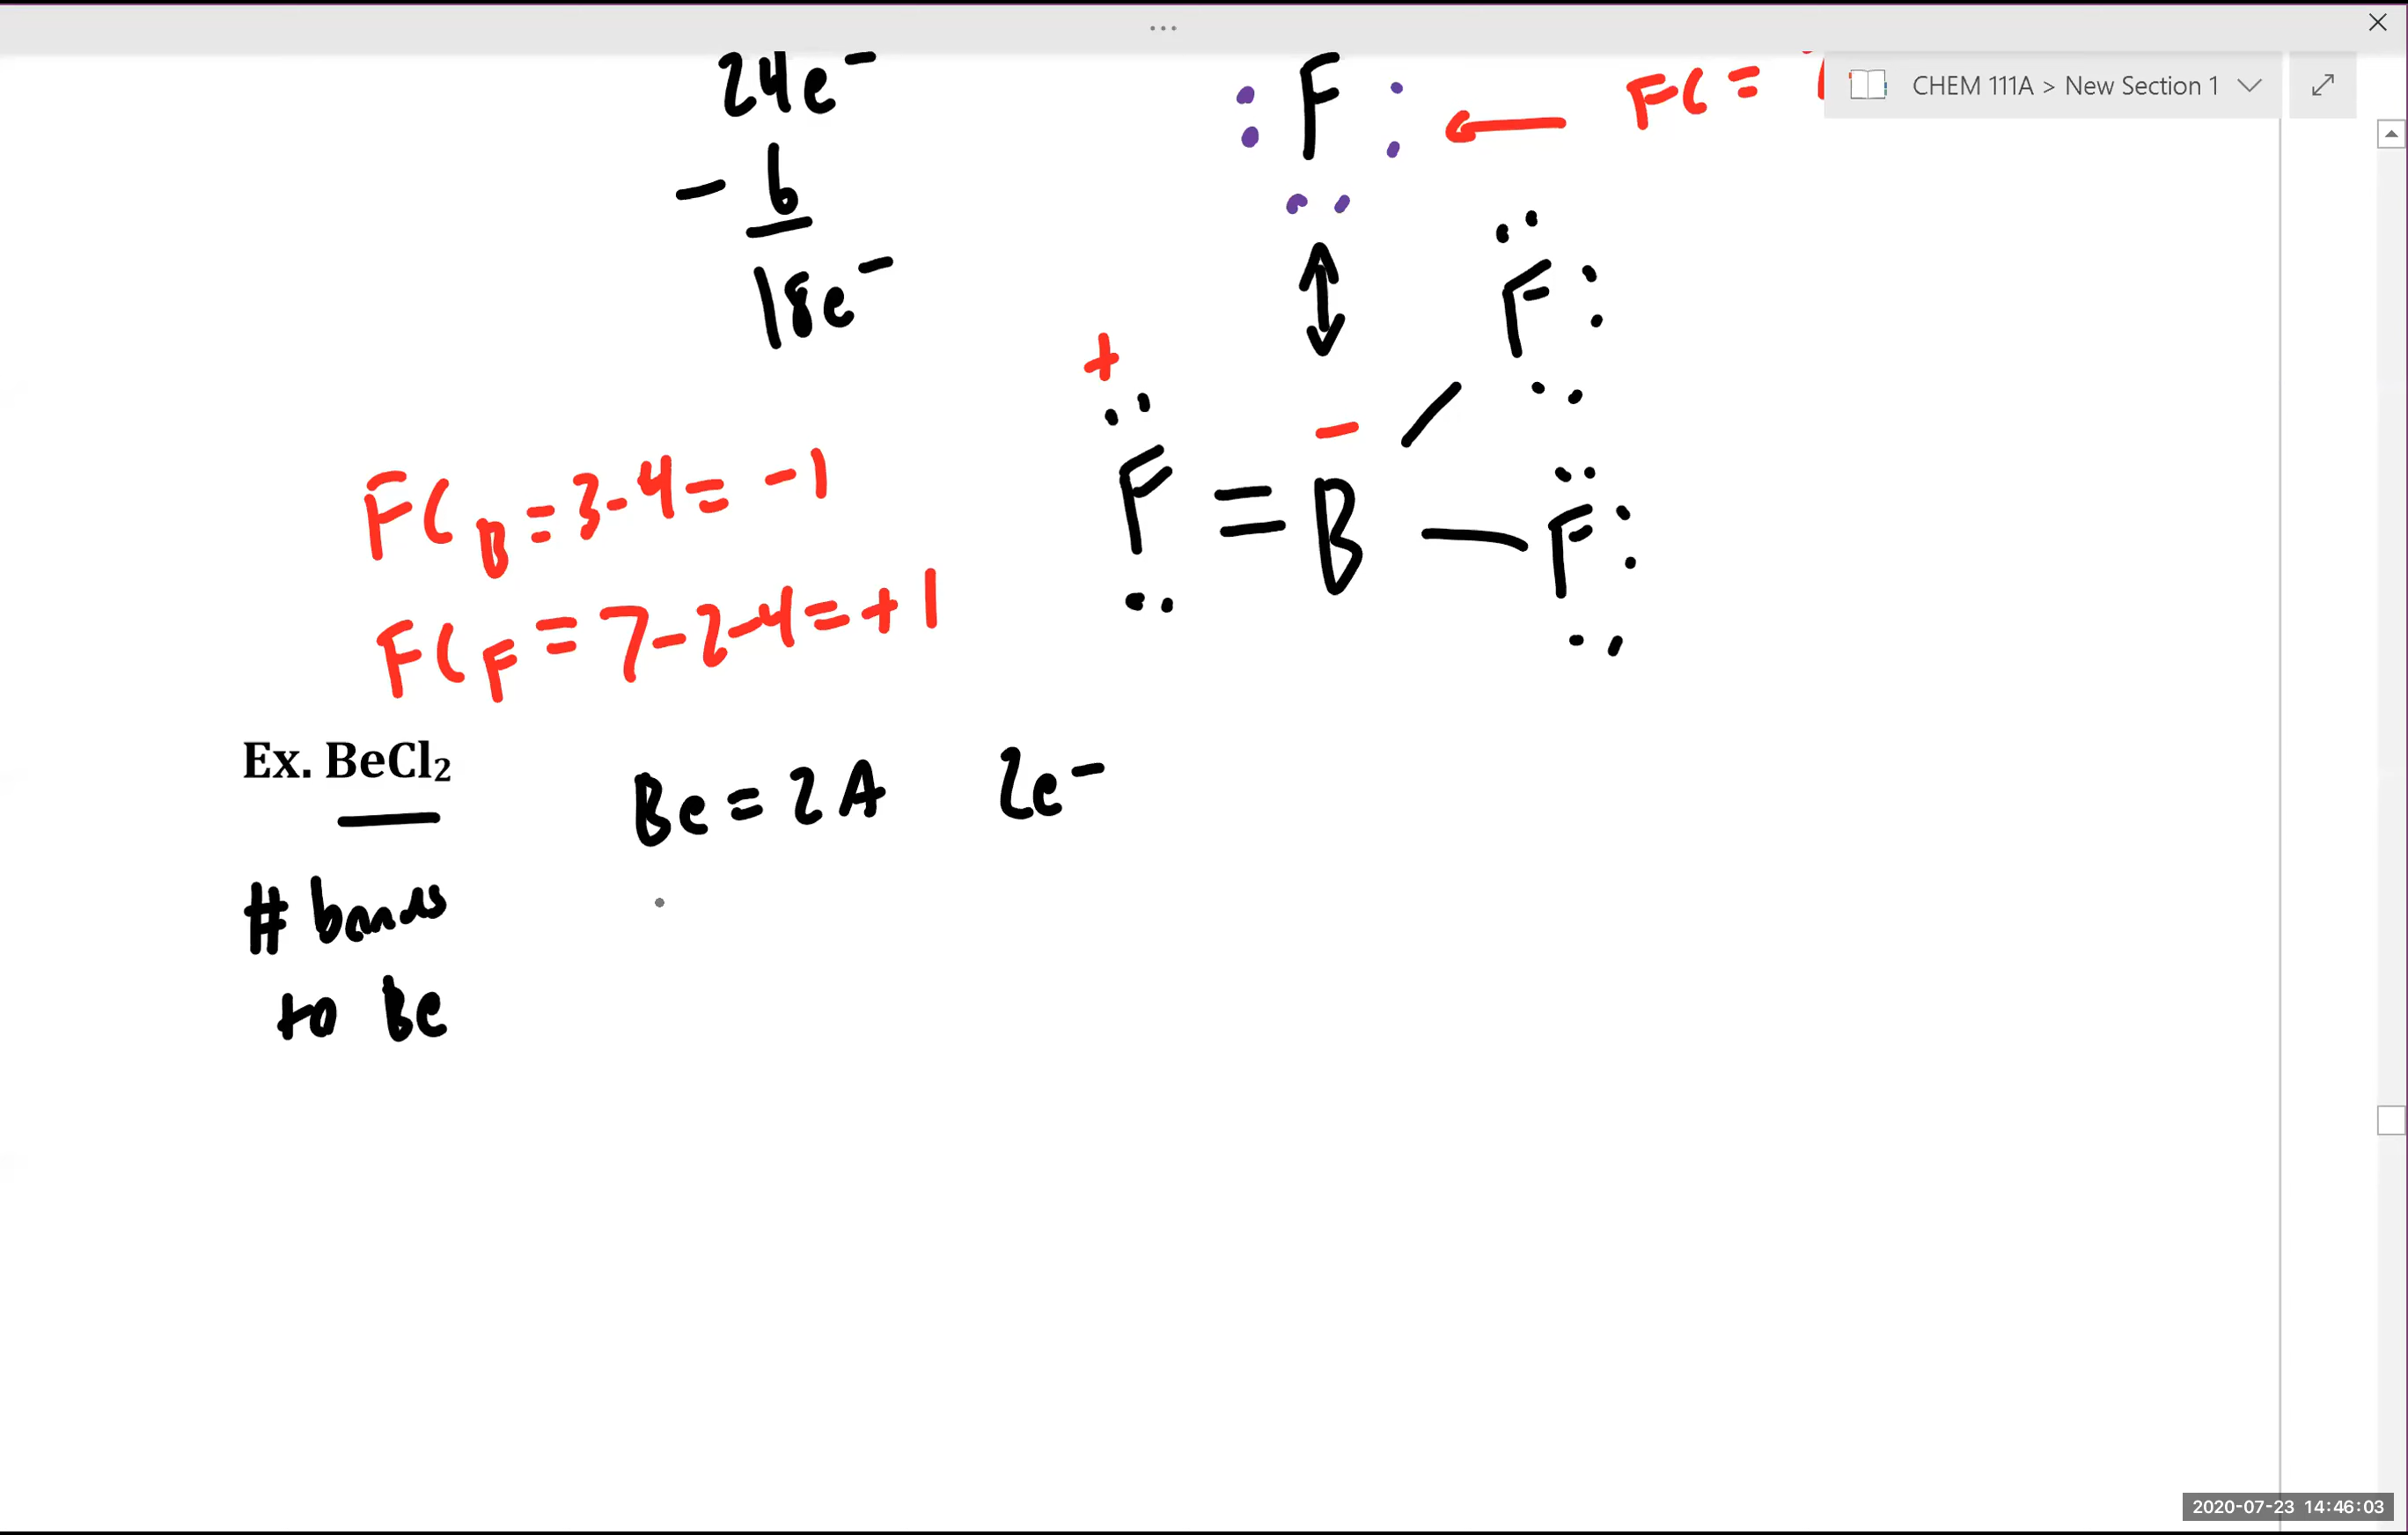 CHEM 111A > New Section 1
24e⁻
- 6
18e⁻
F
FC =
+
F
-
F = B — F
FC_B = 3-4 = -1
FC_F = 7-2-4 = +1
Ex. BeCl₂
Be = 2A 2e⁻
# bonds
to Be
2020-07-23 14:46:03